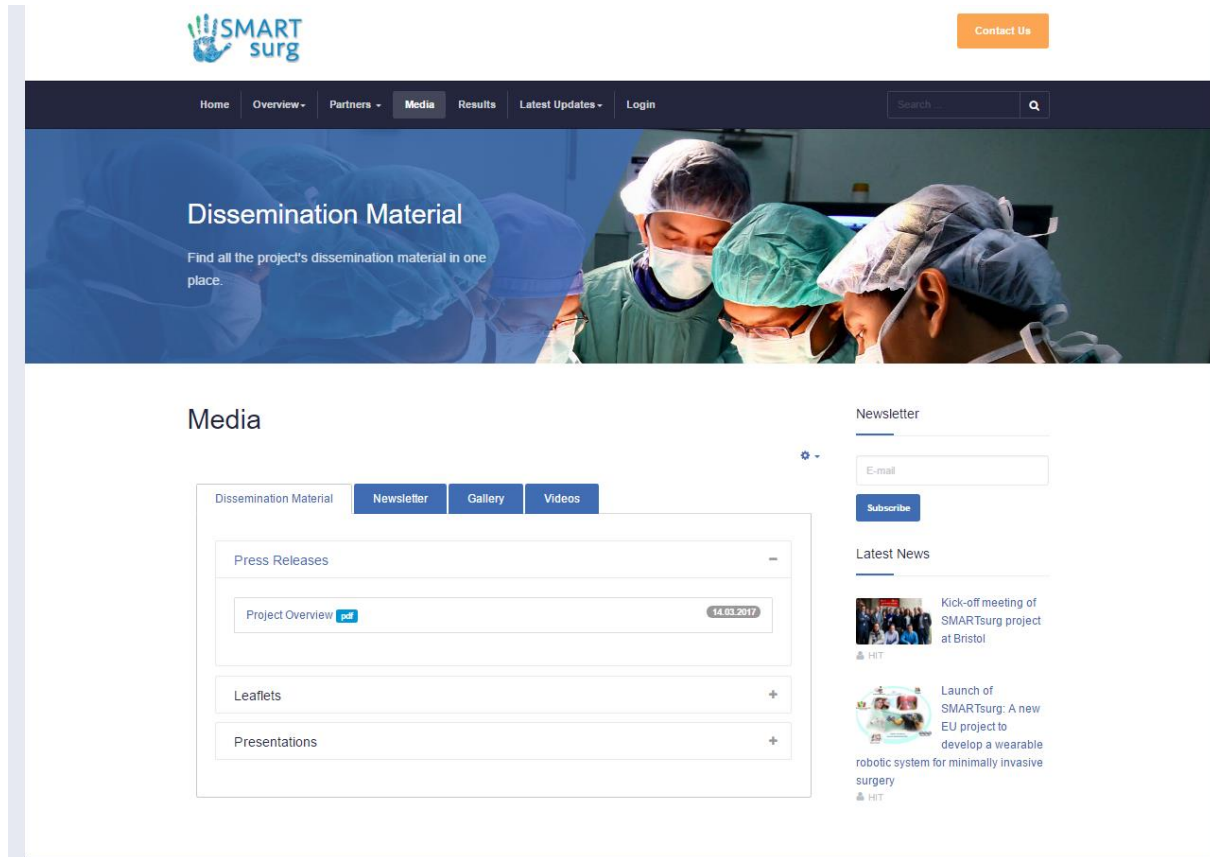 SMART
surg
Contact Us
Home Overview Partners Media Results Latest Updates Login Search ...
Dissemination Material
Find all the project's dissemination material in one
place.
Media
Dissemination Material Newsletter Gallery Videos
Press Releases
Project Overview pdf 14.03.2017
Leaflets
Presentations
Newsletter
E-mail
Subscribe
Latest News
Kick-off meeting of
SMARTsurg project
at Bristol
HIT
Launch of
SMARTsurg: A new
EU project to
develop a wearable
robotic system for minimally invasive
surgery
HIT